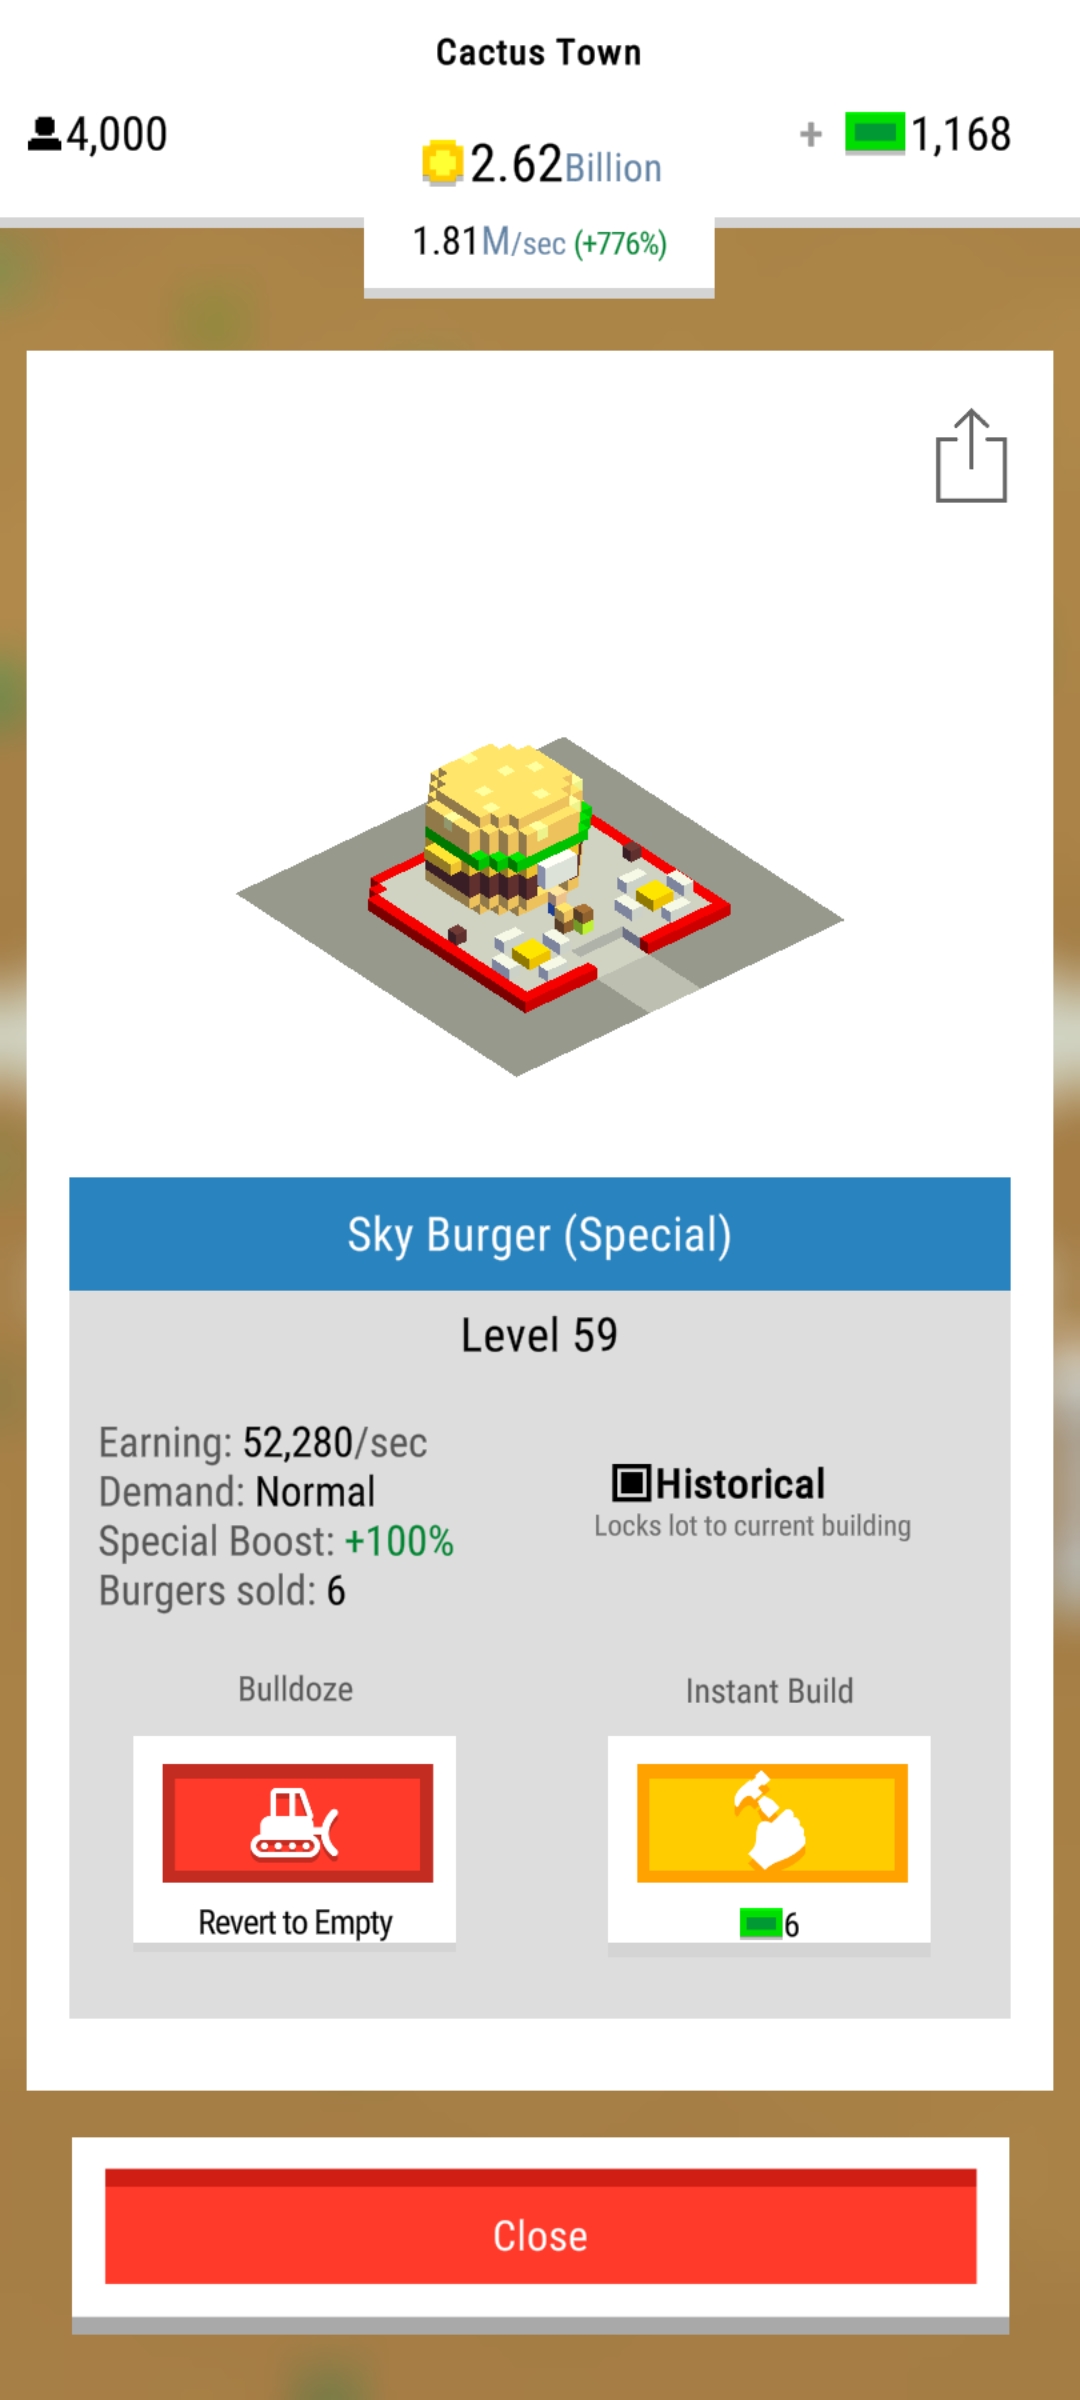 Cactus Town
4,000
2.62Billion
+ 1,168
1.81M/sec (+776%)
Sky Burger (Special)
Level 59
Earning: 52,280/sec
Demand: Normal
Special Boost: +100%
Burgers sold: 6
Historical
Locks lot to current building
Bulldoze
Revert to Empty
Instant Build
6
Close